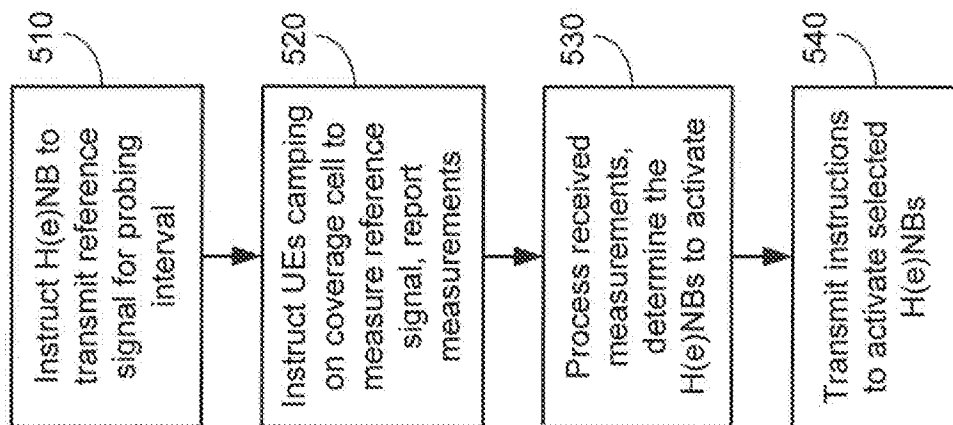 510
Instruct H(e)NB to
transmit reference
signal for probing
interval
520
Instruct UEs camping
on coverage cell to
measure reference
signal, report
measurements
530
Process received
measurements,
determine the
H(e)NBs to activate
540
Transmit instructions
to activate selected
H(e)NBs